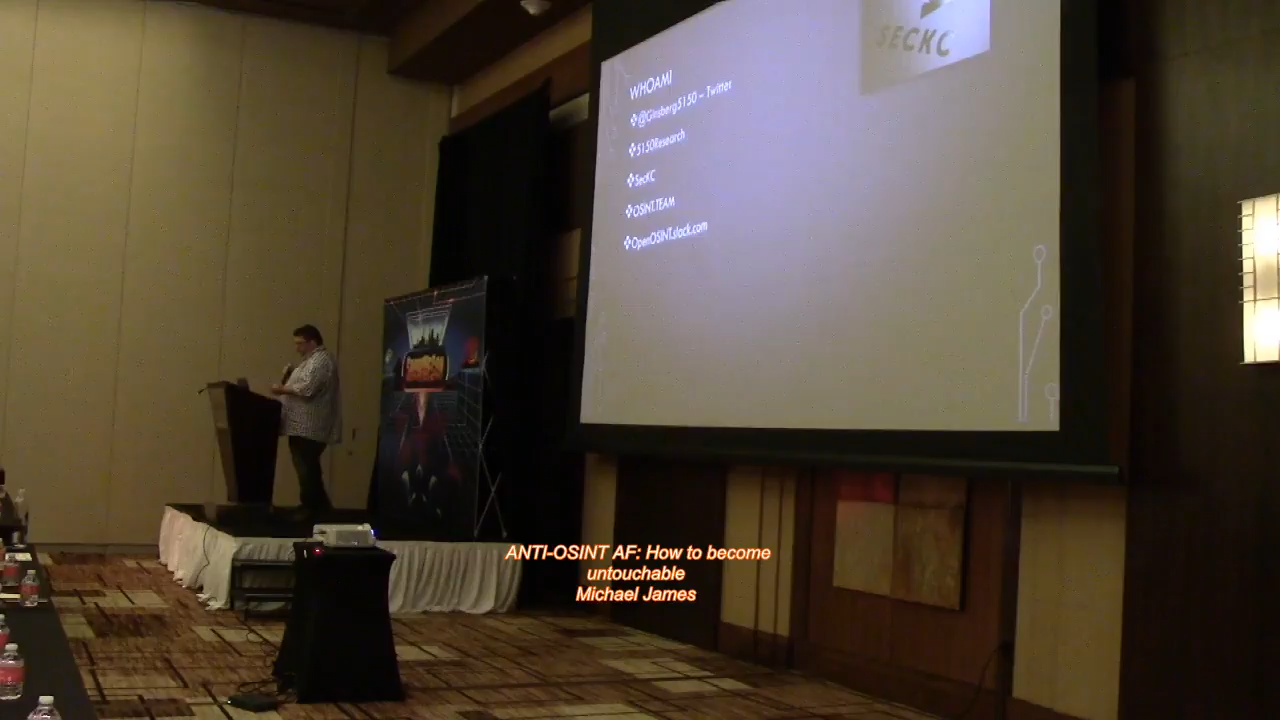 SECKC
WHOAMI
@Ginsberg5150 – Twitter
5150Research
SecKC
OSINT.TEAM
OpenOSINT.slack.com
ANTI-OSINT AF: How to become
untouchable
Michael James